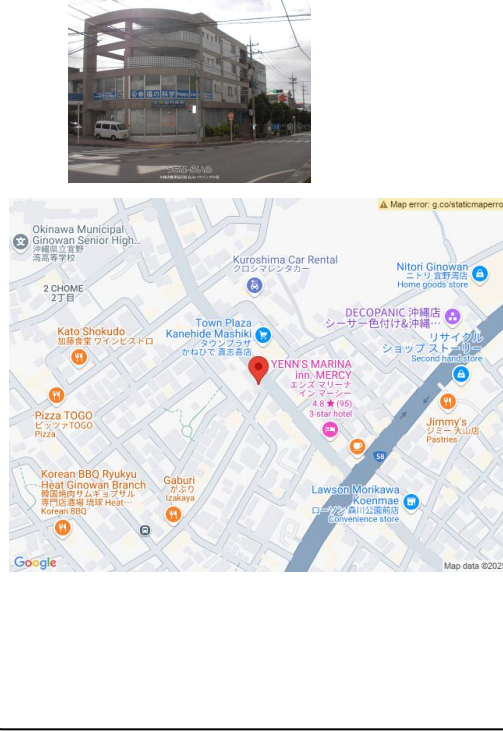 幸福の科学
Map error: g.co/staticmaperro
Okinawa Municipal
Ginowan Senior High...
沖縄県立宜野
湾高等学校
Kuroshima Car Rental
クロシマレンタカー
Nitori Ginowan
ニトリ 宜野湾店
Home goods store
2 CHOME
2丁目
DECOPANIC 沖縄店
シーサー色付け&沖縄…
Town Plaza
Kanehide Mashiki
タウンプラザ
かねひで 真志喜店
Kato Shokudo
加藤食堂 ワインビストロ
リサイクル
ショップ ストーリー
Second hand store
YENN'S MARINA
inn. MERCY
エンズ マリーナ
イン マーシー
4.8 ★ (95)
3-star hotel
Pizza TOGO
ピッツァTOGO
Pizza
Jimmy's
ジミー 大山店
Pastries
58
Korean BBQ Ryukyu
Heat Ginowan Branch
韓国焼肉サムギョプサル
専門店酒場 琉球 Heat…
Korean BBQ
Gaburi
がぶり
Izakaya
Lawson Morikawa
Koenmae
ローソン 森川公園前店
Convenience store
Google
Map data ©2025